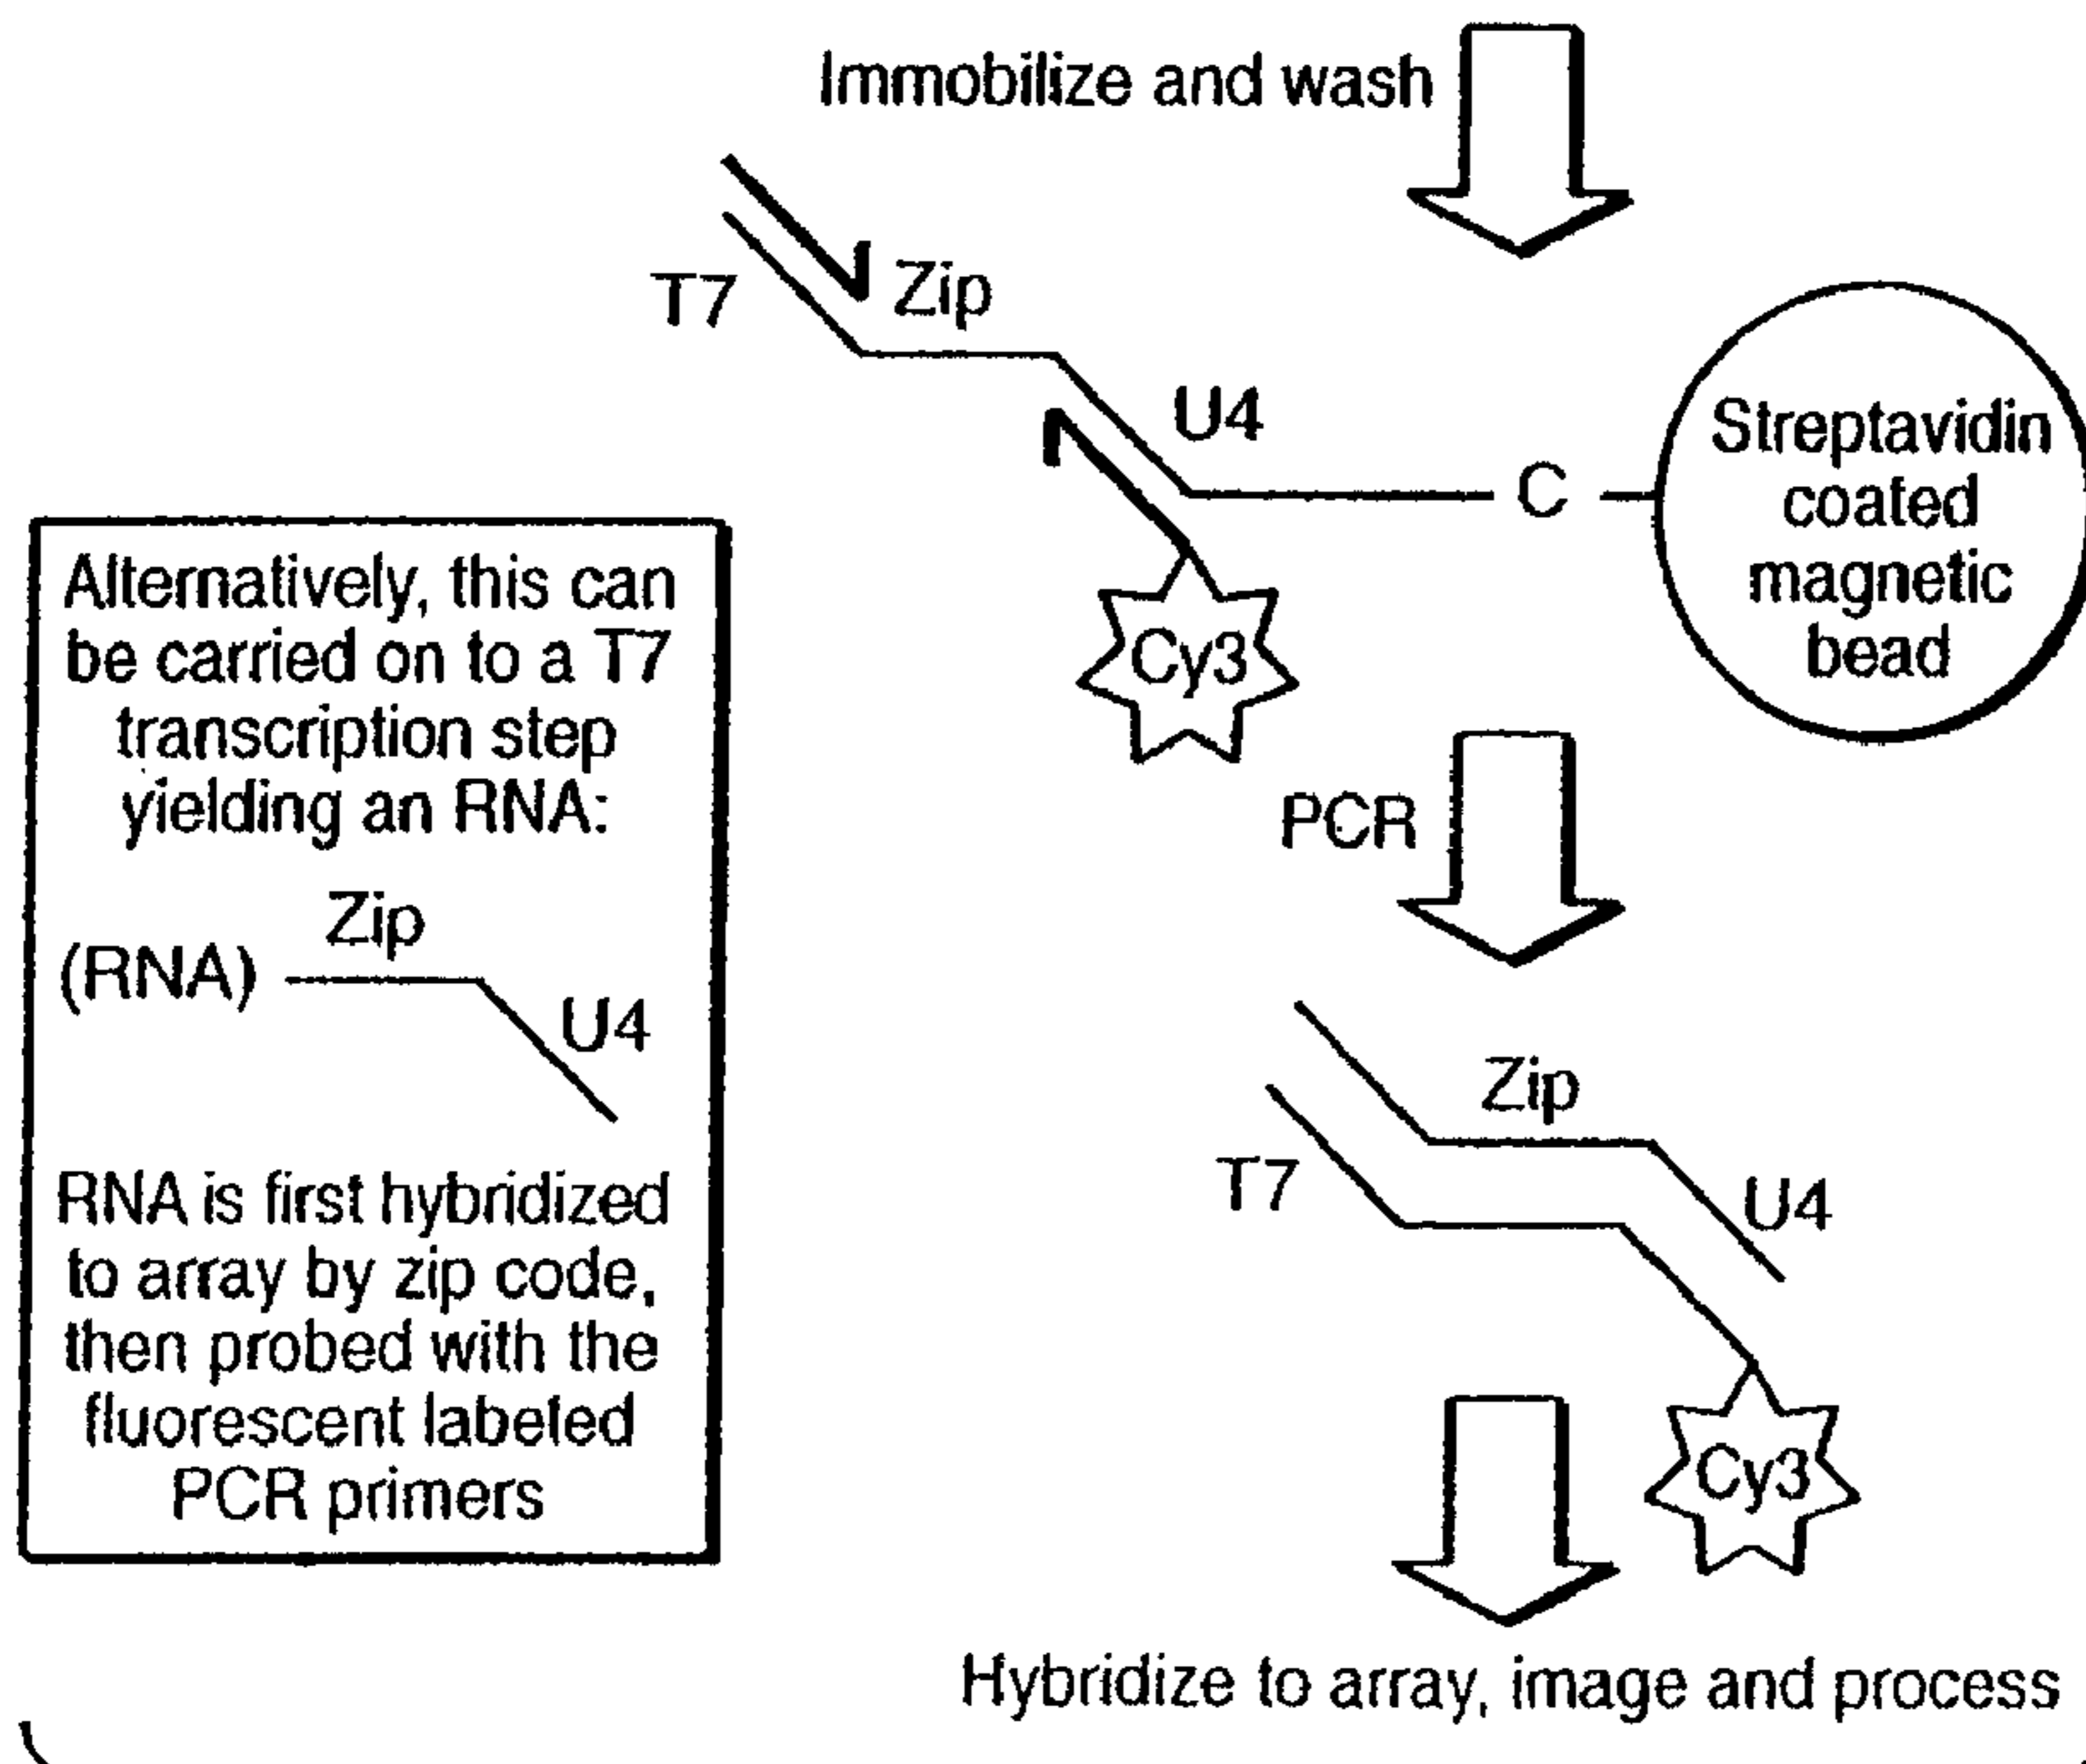 Immobilize and wash
T7
Zip
U4
C
Streptavidin
coated
magnetic
bead
Cy3
PCR
Alternatively, this can
be carried on to a T7
transcription step
yielding an RNA:
Zip
(RNA)
U4
RNA is first hybridized
to array by zip code,
then probed with the
fluorescent labeled
PCR primers
Zip
T7
U4
Cy3
Hybridize to array, image and process